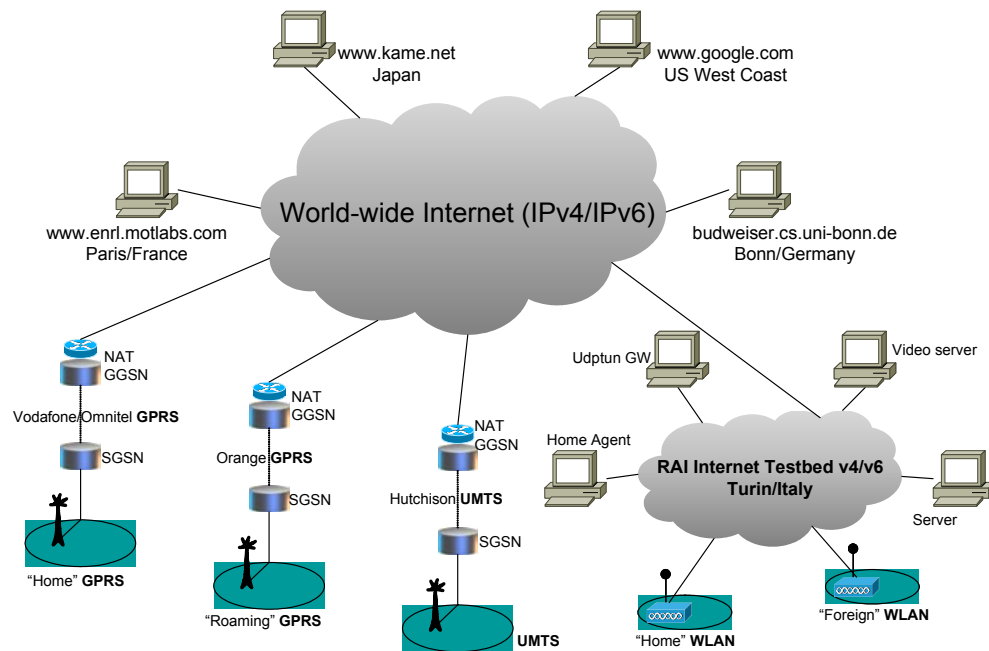 www.kame.net
Japan
www.google.com
US West Coast
World-wide Internet (IPv4/IPv6)
www.enrl.motlabs.com
Paris/France
budweiser.cs.uni-bonn.de
Bonn/Germany
NAT
GGSN
Vodafone/Omnitel GPRS
SGSN
"Home" GPRS
NAT
GGSN
Orange GPRS
SGSN
"Roaming" GPRS
NAT
GGSN
Hutchison UMTS
SGSN
UMTS
Udptun GW
Video server
Home Agent
RAI Internet Testbed v4/v6
Turin/Italy
Server
"Home" WLAN
"Foreign" WLAN